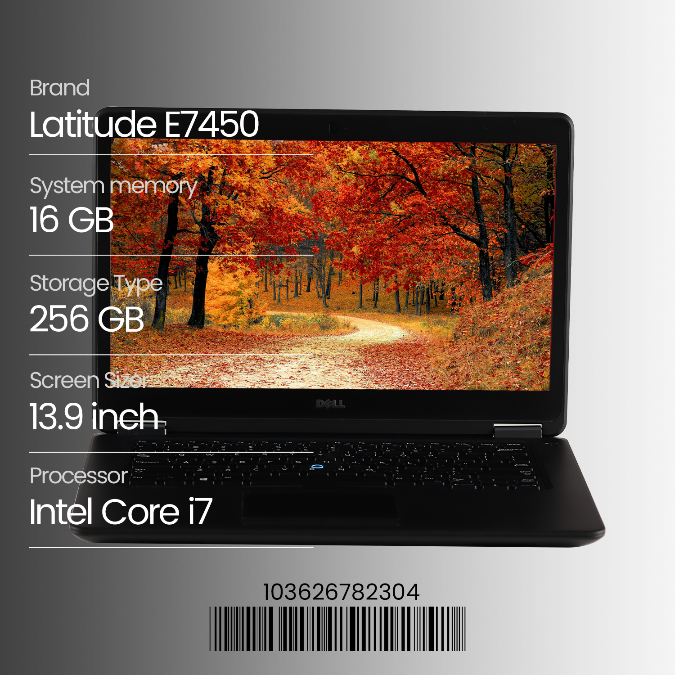 Brand
Latitude E7450
System memory
16 GB
Storage Type
256 GB
Screen Sizer
13.9 inch
DELL
Processor
Intel Core i7
103626782304